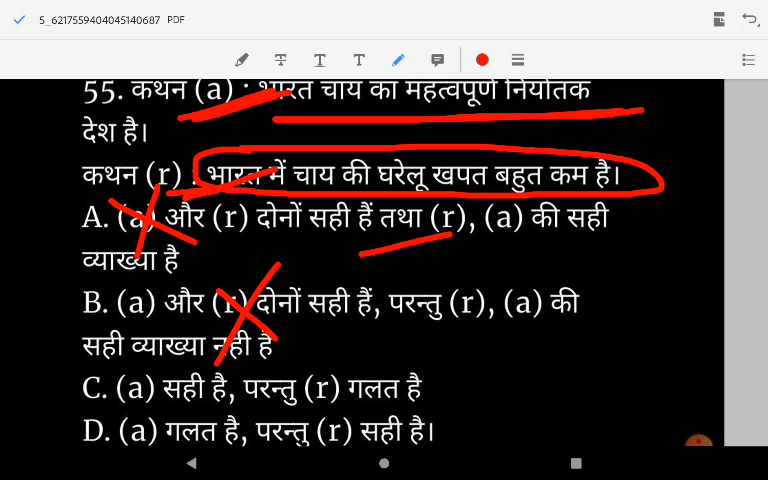 5_6217559404045140687 PDF
55. कथन (a) : भारत चाय का महत्वपूर्ण निर्यातक
देश है।
कथन (r) : भारत में चाय की घरेलू खपत बहुत कम है।
A. (a) और (r) दोनों सही हैं तथा (r), (a) की सही
व्याख्या है
B. (a) और (r) दोनों सही हैं, परन्तु (r), (a) की
सही व्याख्या नही है
C. (a) सही है, परन्तु (r) गलत है
D. (a) गलत है, परन्तु (r) सही है।